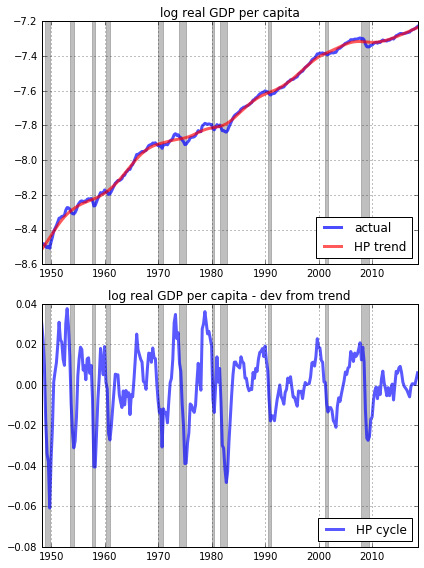 log real GDP per capita
−7.2
−7.4
−7.6
−7.8
−8.0
−8.2
−8.4
−8.6
actual
HP trend
1950 1960 1970 1980 1990 2000 2010
log real GDP per capita - dev from trend
0.04
0.02
0.00
−0.02
−0.04
−0.06
−0.08
HP cycle
1950 1960 1970 1980 1990 2000 2010